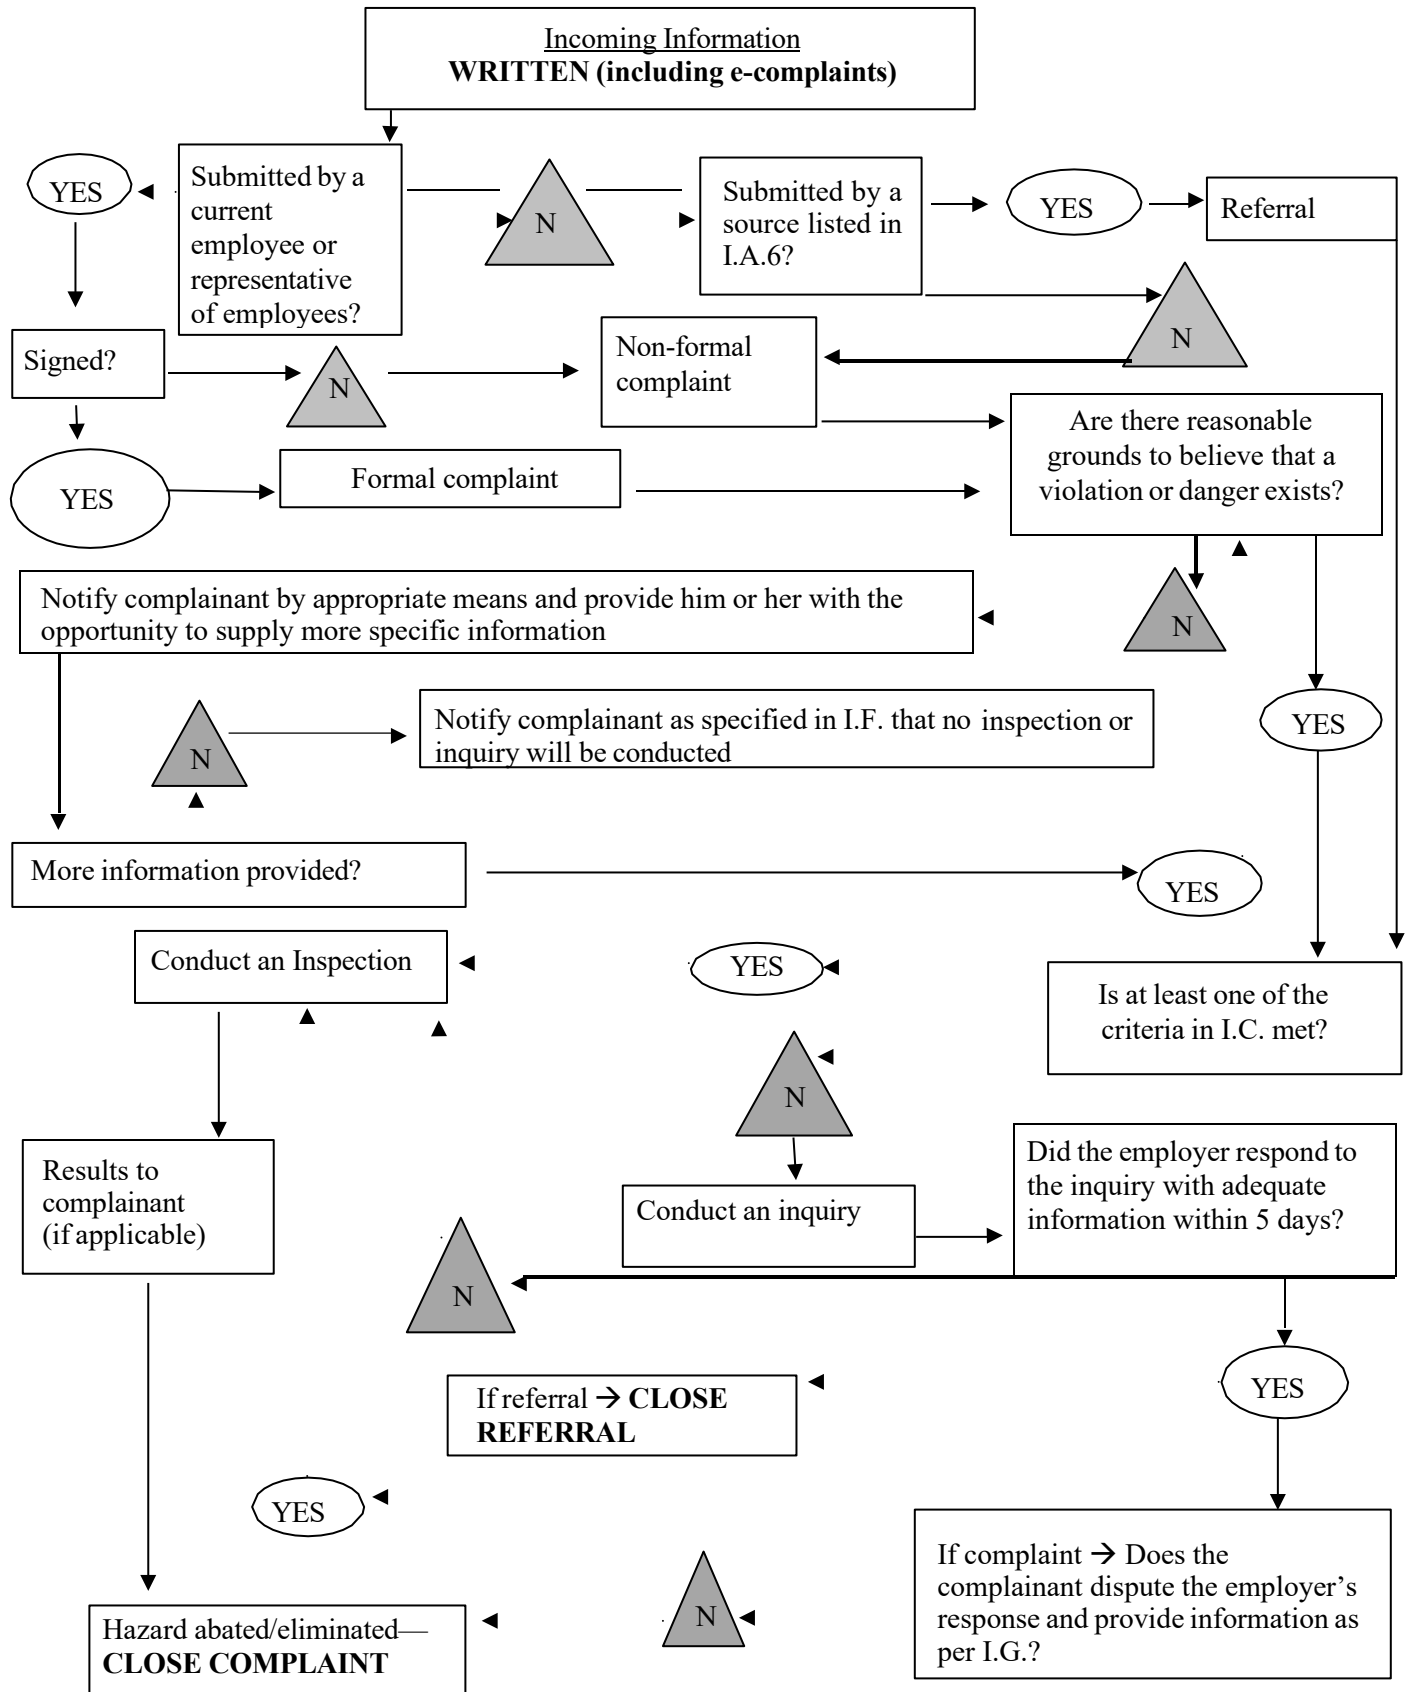 Incoming Information
WRITTEN (including e-complaints)
YES
Submitted by a
current
employee or
representative
of employees?
N
Submitted by a
source listed in
I.A.6?
YES
Referral
Signed?
N
Non-formal
complaint
N
Are there reasonable
grounds to believe that a
violation or danger exists?
YES
Formal complaint
Notify complainant by appropriate means and provide him or her with the
opportunity to supply more specific information
N
N
Notify complainant as specified in I.F. that no inspection or
inquiry will be conducted
YES
More information provided?
YES
Conduct an Inspection
YES
Is at least one of the
criteria in I.C. met?
N
Results to
complainant
(if applicable)
Conduct an inquiry
Did the employer respond to
the inquiry with adequate
information within 5 days?
N
If referral → CLOSE
REFERRAL
YES
YES
If complaint → Does the
complainant dispute the employer’s
response and provide information as
per I.G.?
N
Hazard abated/eliminated—
CLOSE COMPLAINT